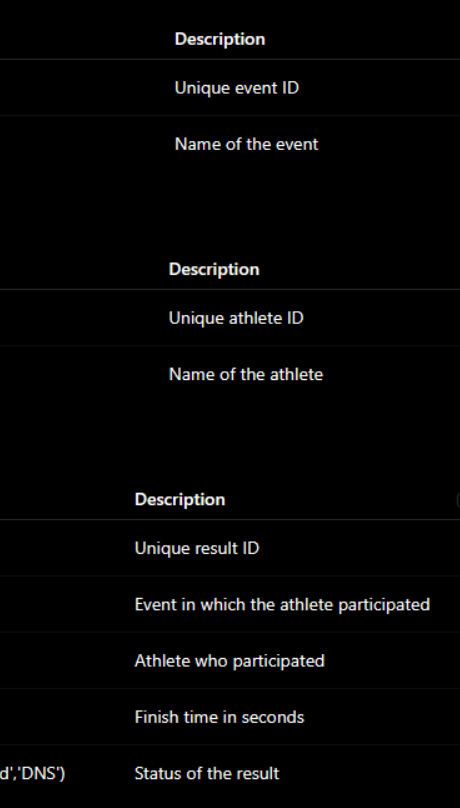 Description
Unique event ID
Name of the event
Description
Unique athlete ID
Name of the athlete
Description
Unique result ID
Event in which the athlete participated
Athlete who participated
Finish time in seconds
d','DNS') Status of the result